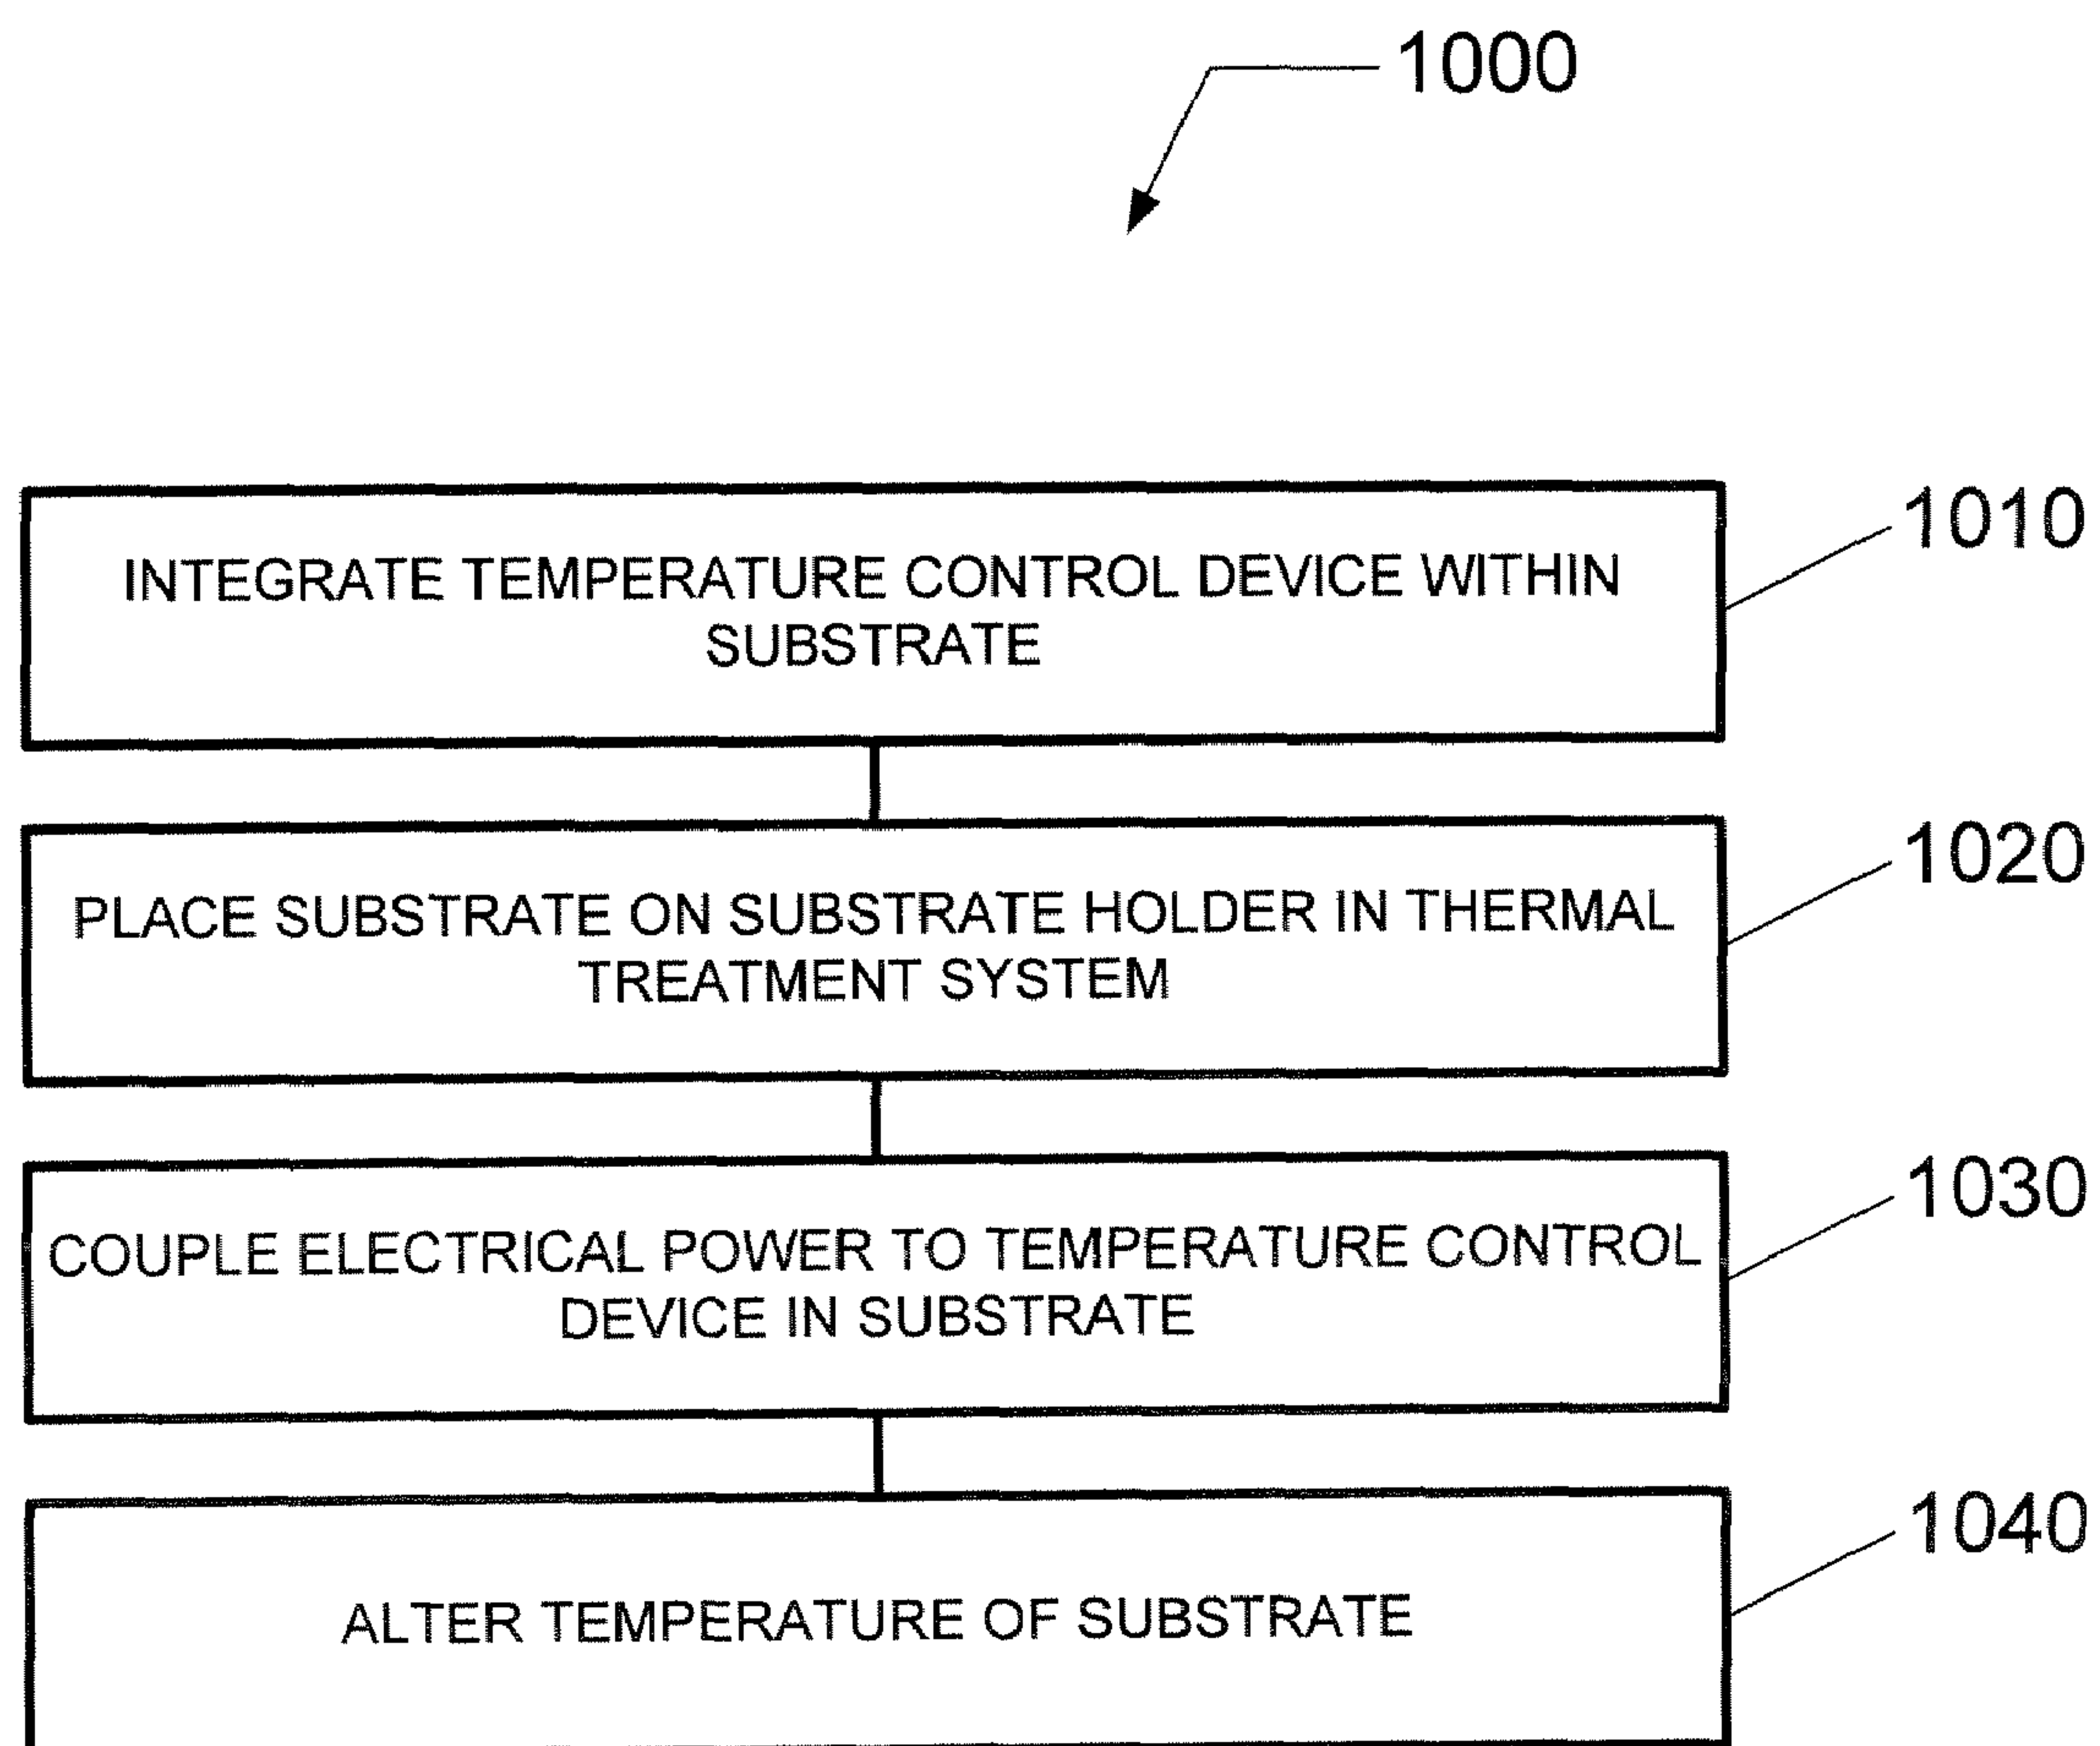 1000
INTEGRATE TEMPERATURE CONTROL DEVICE WITHIN
SUBSTRATE
1010
PLACE SUBSTRATE ON SUBSTRATE HOLDER IN THERMAL
TREATMENT SYSTEM
1020
COUPLE ELECTRICAL POWER TO TEMPERATURE CONTROL
DEVICE IN SUBSTRATE
1030
ALTER TEMPERATURE OF SUBSTRATE
1040